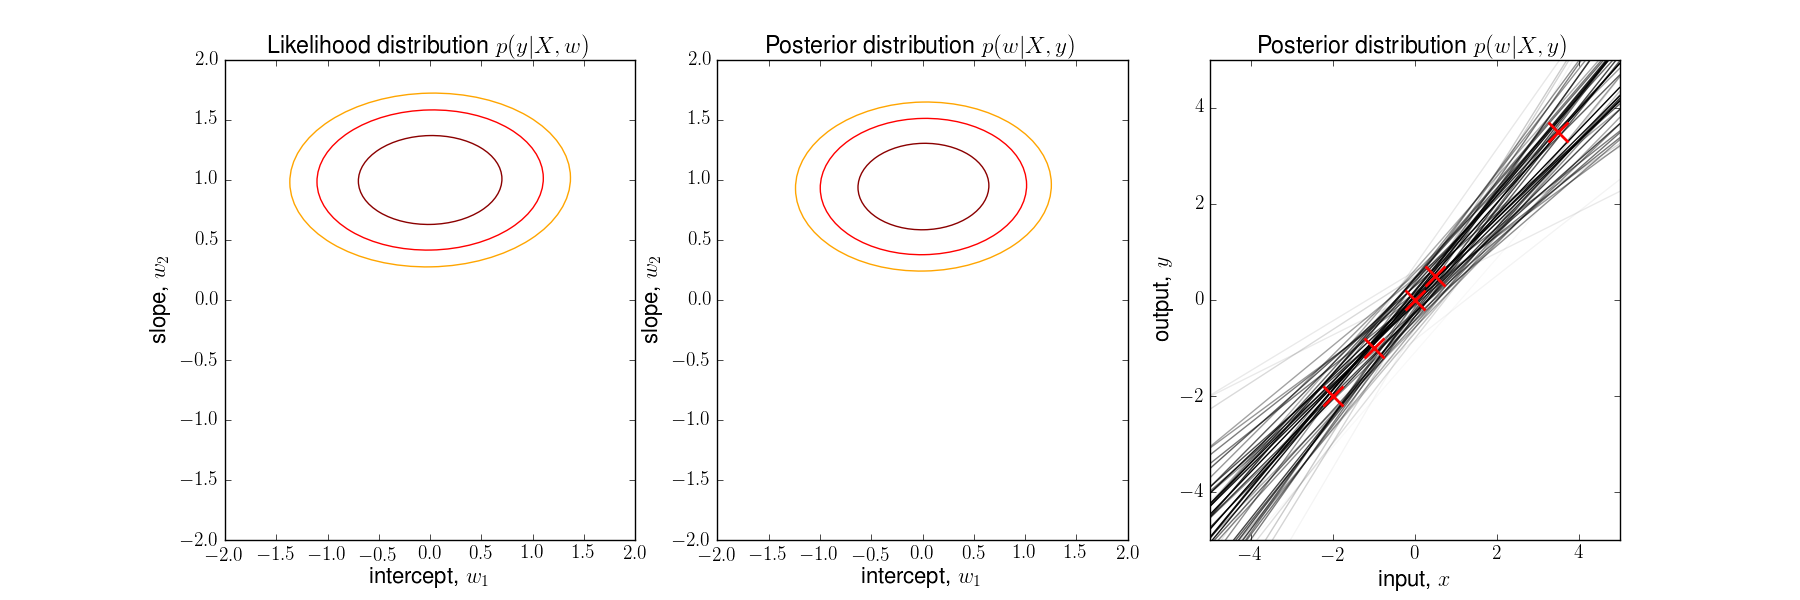 Likelihood distribution p(y|X, w)
2.0
1.5
1.0
0.5
0.0
−0.5
−1.0
−1.5
−2.0
slope, w₂
−2.0 −1.5 −1.0 −0.5 0.0 0.5 1.0 1.5 2.0
intercept, w₁
Posterior distribution p(w|X, y)
2.0
1.5
1.0
0.5
0.0
−0.5
−1.0
−1.5
−2.0
slope, w₂
−2.0 −1.5 −1.0 −0.5 0.0 0.5 1.0 1.5 2.0
intercept, w₁
Posterior distribution p(w|X, y)
4
2
0
−2
−4
output, y
−4 −2 0 2 4
input, x